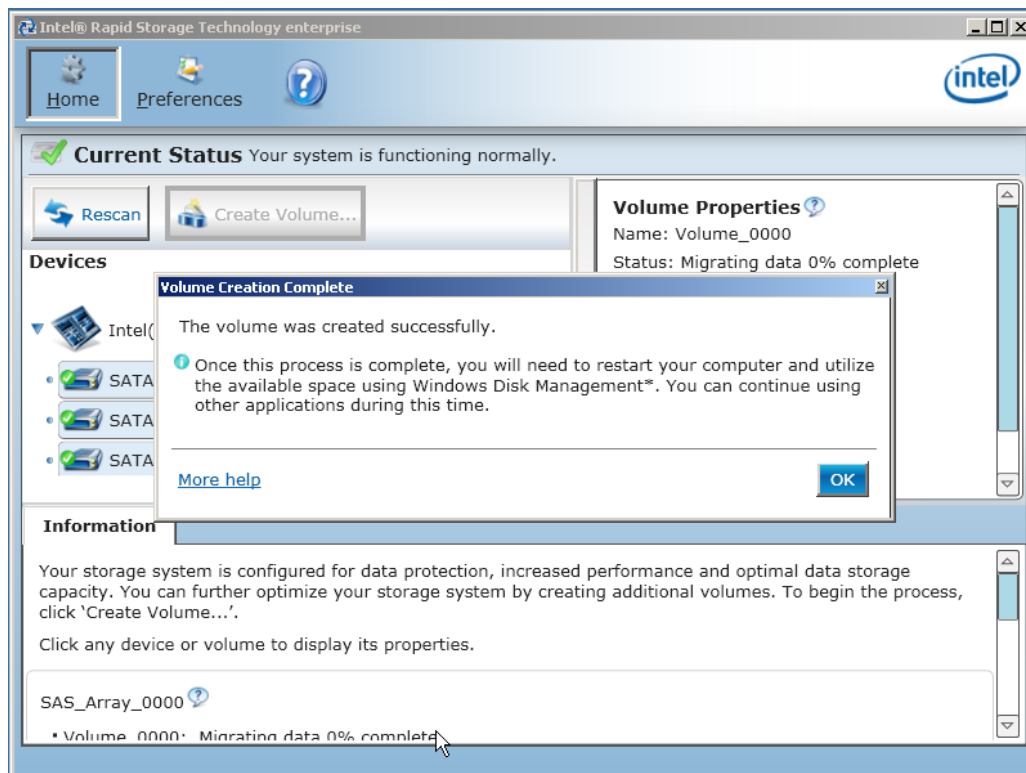 Intel® Rapid Storage Technology enterprise
Home
Preferences
?
intel
Current Status Your system is functioning normally.
Rescan
Create Volume...
Devices
Intel(
SATA
SATA
SATA
Volume Properties ?
Name: Volume_0000
Status: Migrating data 0% complete
Volume Creation Complete
The volume was created successfully.
Once this process is complete, you will need to restart your computer and utilize
the available space using Windows Disk Management*. You can continue using
other applications during this time.
More help
OK
Information
Your storage system is configured for data protection, increased performance and optimal data storage
capacity. You can further optimize your storage system by creating additional volumes. To begin the process,
click ‘Create Volume...’.
Click any device or volume to display its properties.
SAS_Array_0000 ?
• Volume_0000: Migrating data 0% complete